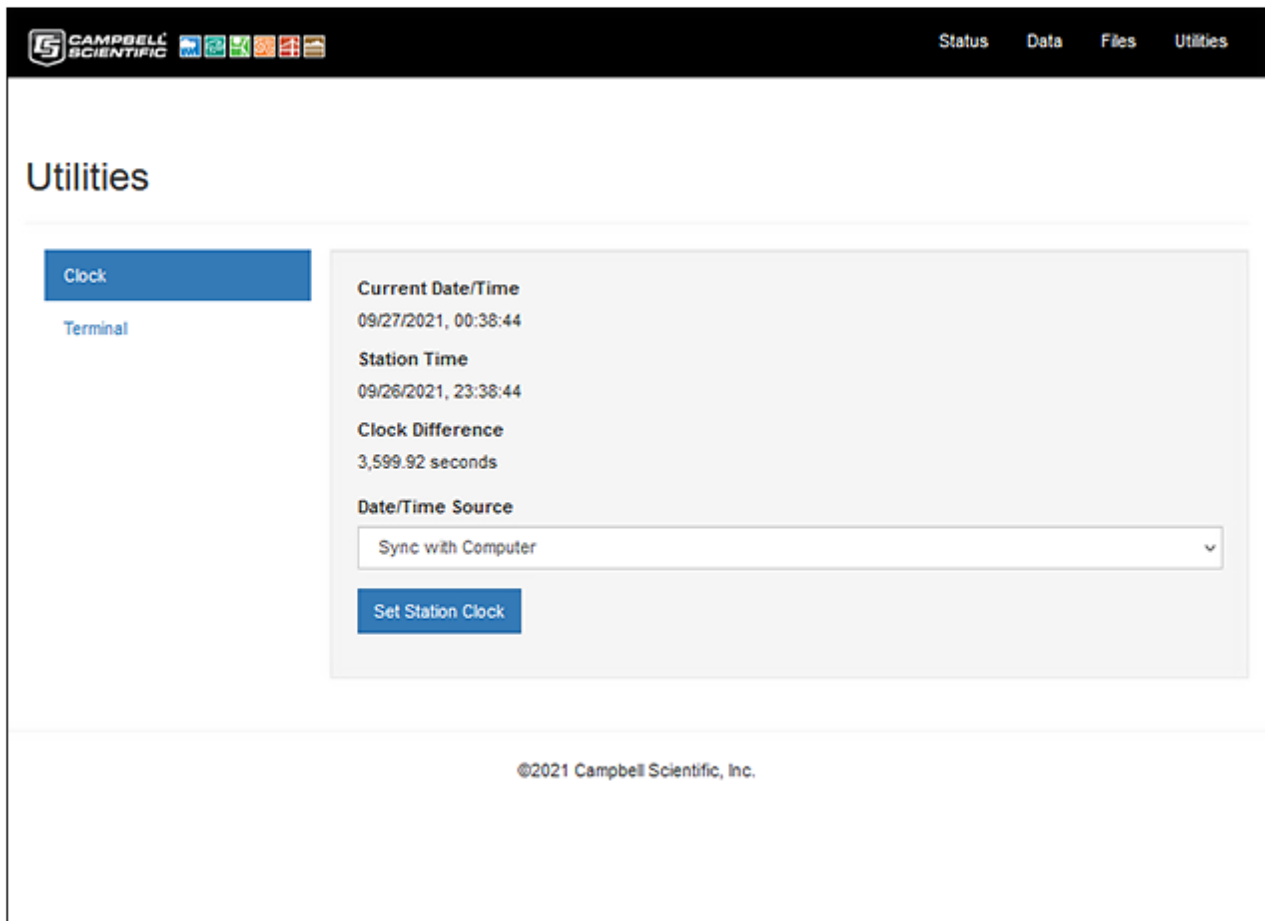 CAMPBELL
SCIENTIFIC
Status Data Files Utilities
Utilities
Clock
Terminal
Current Date/Time
09/27/2021, 00:38:44
Station Time
09/26/2021, 23:38:44
Clock Difference
3,599.92 seconds
Date/Time Source
Sync with Computer
Set Station Clock
©2021 Campbell Scientific, Inc.